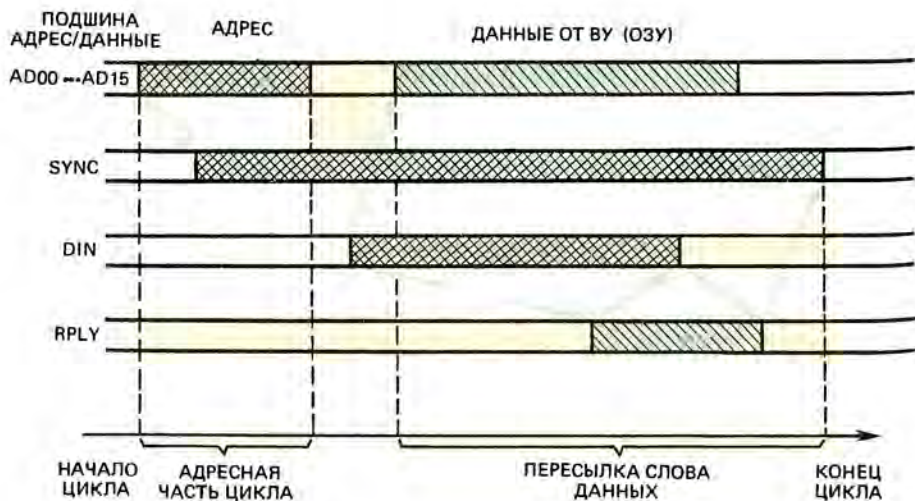 ПОДШИНА
АДРЕС/ДАННЫЕ
АДРЕС
ДАННЫЕ ОТ ВУ (ОЗУ)
AD00 --- AD15
SYNC
DIN
RPLY
НАЧАЛО
ЦИКЛА
АДРЕСНАЯ
ЧАСТЬ ЦИКЛА
ПЕРЕСЫЛКА СЛОВА
ДАННЫХ
КОНЕЦ
ЦИКЛА